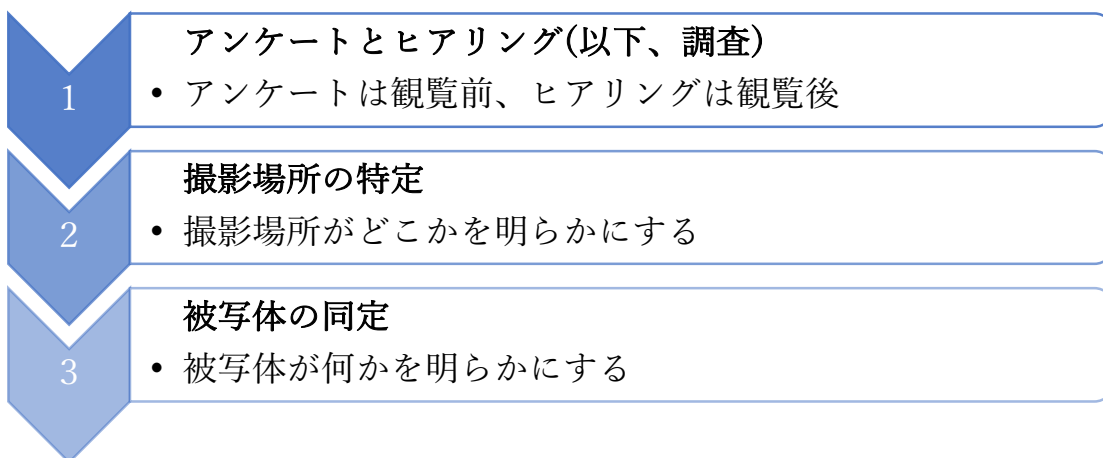 アンケートとヒアリング(以下、調査)
1
• アンケートは観覧前、ヒアリングは観覧後
撮影場所の特定
2
• 撮影場所がどこかを明らかにする
被写体の同定
3
• 被写体が何かを明らかにする